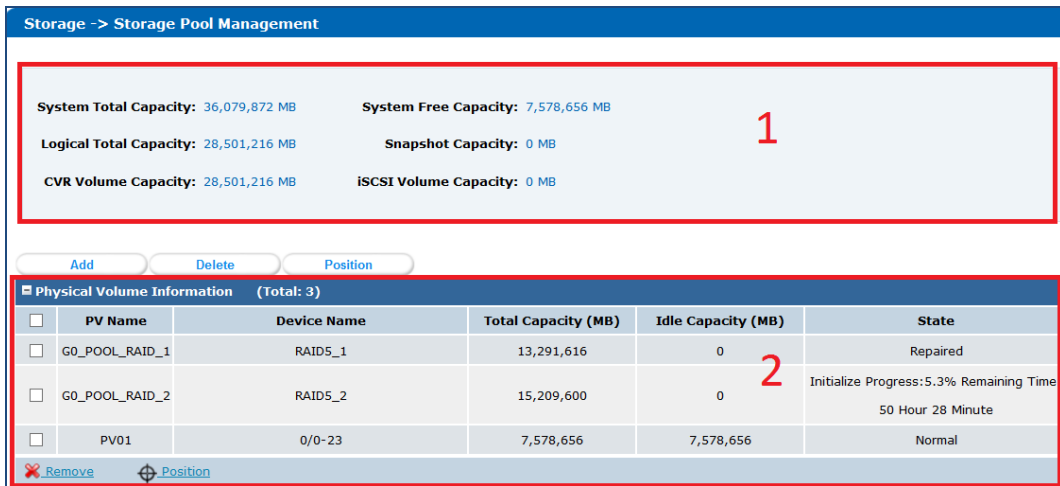 Storage -> Storage Pool Management
System Total Capacity: 36,079,872 MB System Free Capacity: 7,578,656 MB
1
Logical Total Capacity: 28,501,216 MB Snapshot Capacity: 0 MB
CVR Volume Capacity: 28,501,216 MB iSCSI Volume Capacity: 0 MB
Add Delete Position
Physical Volume Information (Total: 3)
PV Name Device Name Total Capacity (MB) Idle Capacity (MB) State
G0_POOL_RAID_1 RAID5_1 13,291,616 0 Repaired
2
G0_POOL_RAID_2 RAID5_2 15,209,600 0 Initialize Progress:5.3% Remaining Time
50 Hour 28 Minute
PV01 0/0-23 7,578,656 7,578,656 Normal
Remove Position